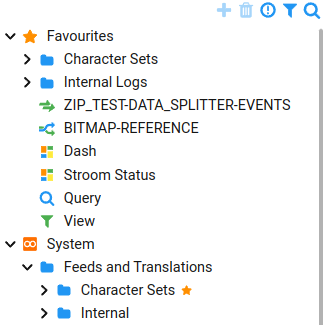 Favourites
Character Sets
Internal Logs
ZIP_TEST-DATA_SPLITTER-EVENTS
BITMAP-REFERENCE
Dash
Stroom Status
Query
View
System
Feeds and Translations
Character Sets
Internal